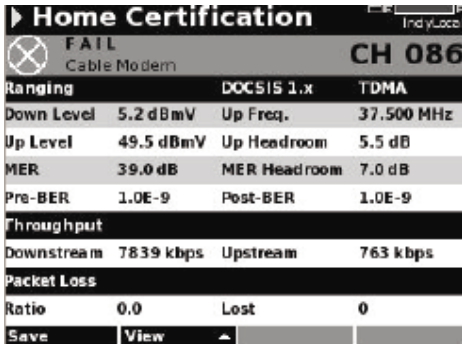 Home Certification
IndyLocal
FAIL
Cable Modem
CH 086
Ranging DOCSIS 1.x TDMA
Down Level 5.2 dBmV Up Freq. 37.500 MHz
Up Level 49.5 dBmV Up Headroom 5.5 dB
MER 39.0 dB MER Headroom 7.0 dB
Pre-BER 1.0E-9 Post-BER 1.0E-9
Throughput
Downstream 7839 kbps Upstream 763 kbps
Packet Loss
Ratio 0.0 Lost 0
Save View